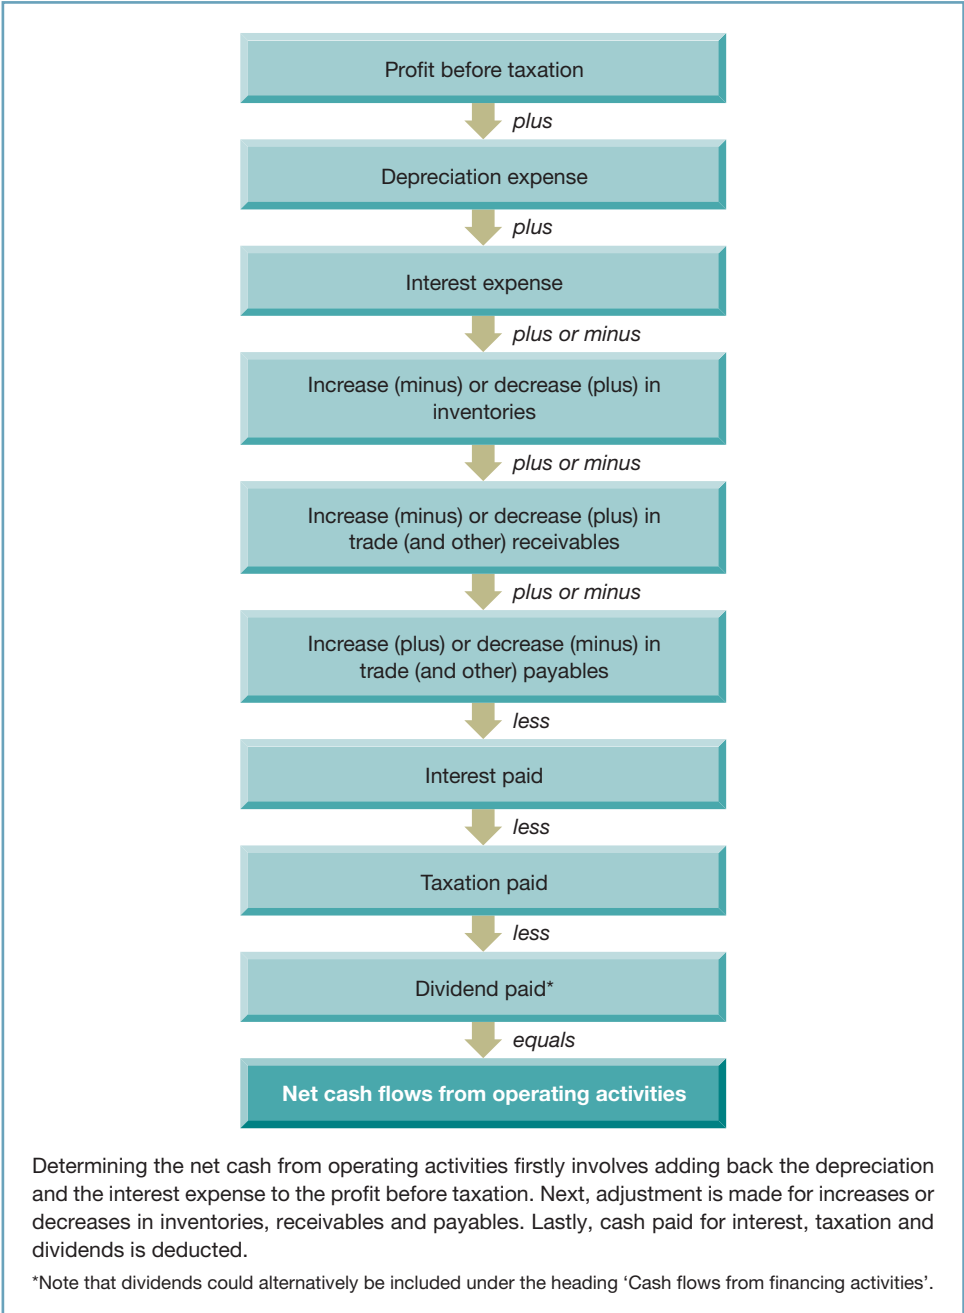 Profit before taxation
plus
Depreciation expense
plus
Interest expense
plus or minus
Increase (minus) or decrease (plus) in
inventories
plus or minus
Increase (minus) or decrease (plus) in
trade (and other) receivables
plus or minus
Increase (plus) or decrease (minus) in
trade (and other) payables
less
Interest paid
less
Taxation paid
less
Dividend paid*
equals
Net cash flows from operating activities
Determining the net cash from operating activities firstly involves adding back the depreciation
and the interest expense to the profit before taxation. Next, adjustment is made for increases or
decreases in inventories, receivables and payables. Lastly, cash paid for interest, taxation and
dividends is deducted.
*Note that dividends could alternatively be included under the heading ‘Cash flows from financing activities’.